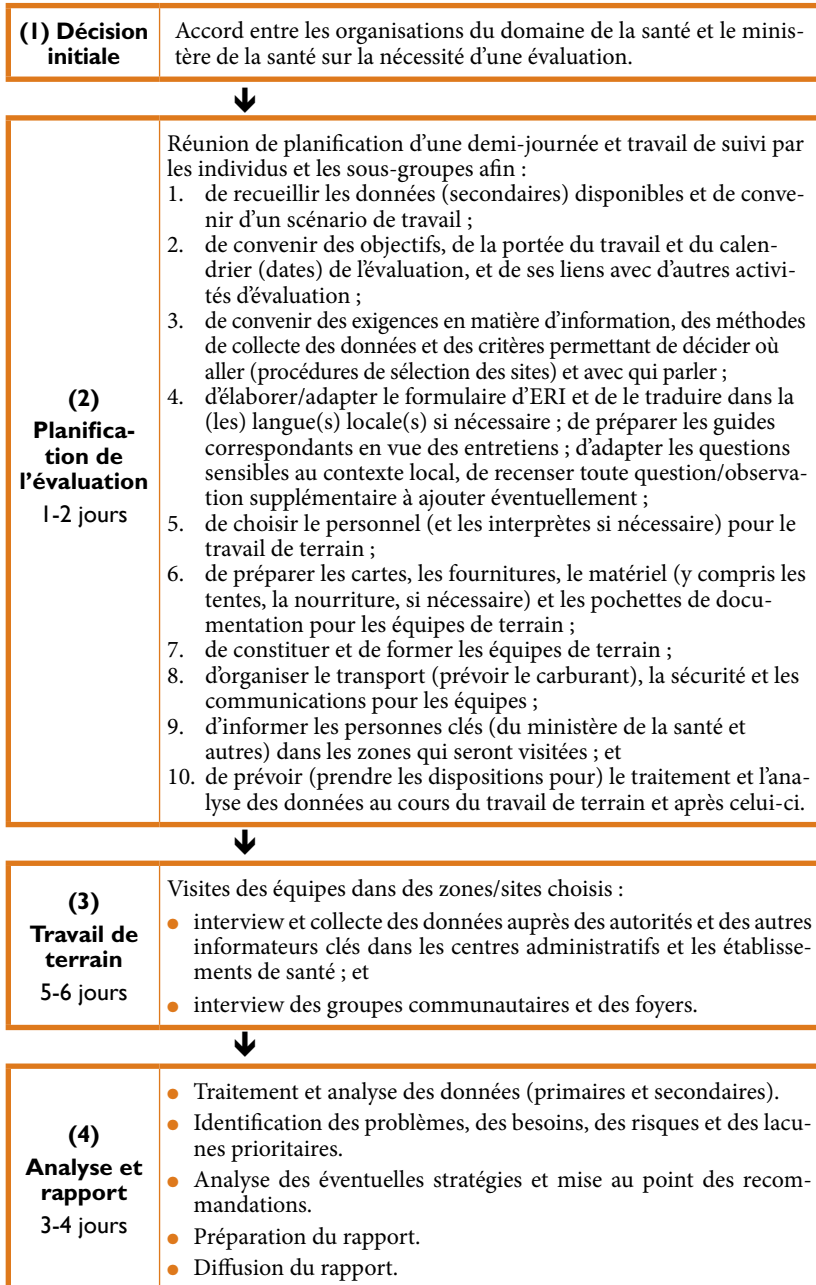 (1) Décision
initiale
Accord entre les organisations du domaine de la santé et le minis-
tère de la santé sur la nécessité d'une évaluation.
(2)
Planifica-
tion de
l'évaluation
1-2 jours
Réunion de planification d'une demi-journée et travail de suivi par
les individus et les sous-groupes afin :
1. de recueillir les données (secondaires) disponibles et de conve-
nir d'un scénario de travail ;
2. de convenir des objectifs, de la portée du travail et du calen-
drier (dates) de l'évaluation, et de ses liens avec d'autres activi-
tés d'évaluation ;
3. de convenir des exigences en matière d'information, des méthodes
de collecte des données et des critères permettant de décider où
aller (procédures de sélection des sites) et avec qui parler ;
4. d'élaborer/adapter le formulaire d'ERI et de le traduire dans la
(les) langue(s) locale(s) si nécessaire ; de préparer les guides
correspondants en vue des entretiens ; d'adapter les questions
sensibles au contexte local, de recenser toute question/observa-
tion supplémentaire à ajouter éventuellement ;
5. de choisir le personnel (et les interprètes si nécessaire) pour le
travail de terrain ;
6. de préparer les cartes, les fournitures, le matériel (y compris les
tentes, la nourriture, si nécessaire) et les pochettes de docu-
mentation pour les équipes de terrain ;
7. de constituer et de former les équipes de terrain ;
8. d'organiser le transport (prévoir le carburant), la sécurité et les
communications pour les équipes ;
9. d'informer les personnes clés (du ministère de la santé et
autres) dans les zones qui seront visitées ; et
10. de prévoir (prendre les dispositions pour) le traitement et l'ana-
lyse des données au cours du travail de terrain et après celui-ci.
(3)
Travail de
terrain
5-6 jours
Visites des équipes dans des zones/sites choisis :
● interview et collecte des données auprès des autorités et des autres
informateurs clés dans les centres administratifs et les établisse-
ments de santé ; et
● interview des groupes communautaires et des foyers.
(4)
Analyse et
rapport
3-4 jours
● Traitement et analyse des données (primaires et secondaires).
● Identification des problèmes, des besoins, des risques et des lacu-
nes prioritaires.
● Analyse des éventuelles stratégies et mise au point des recom-
mandations.
● Préparation du rapport.
● Diffusion du rapport.